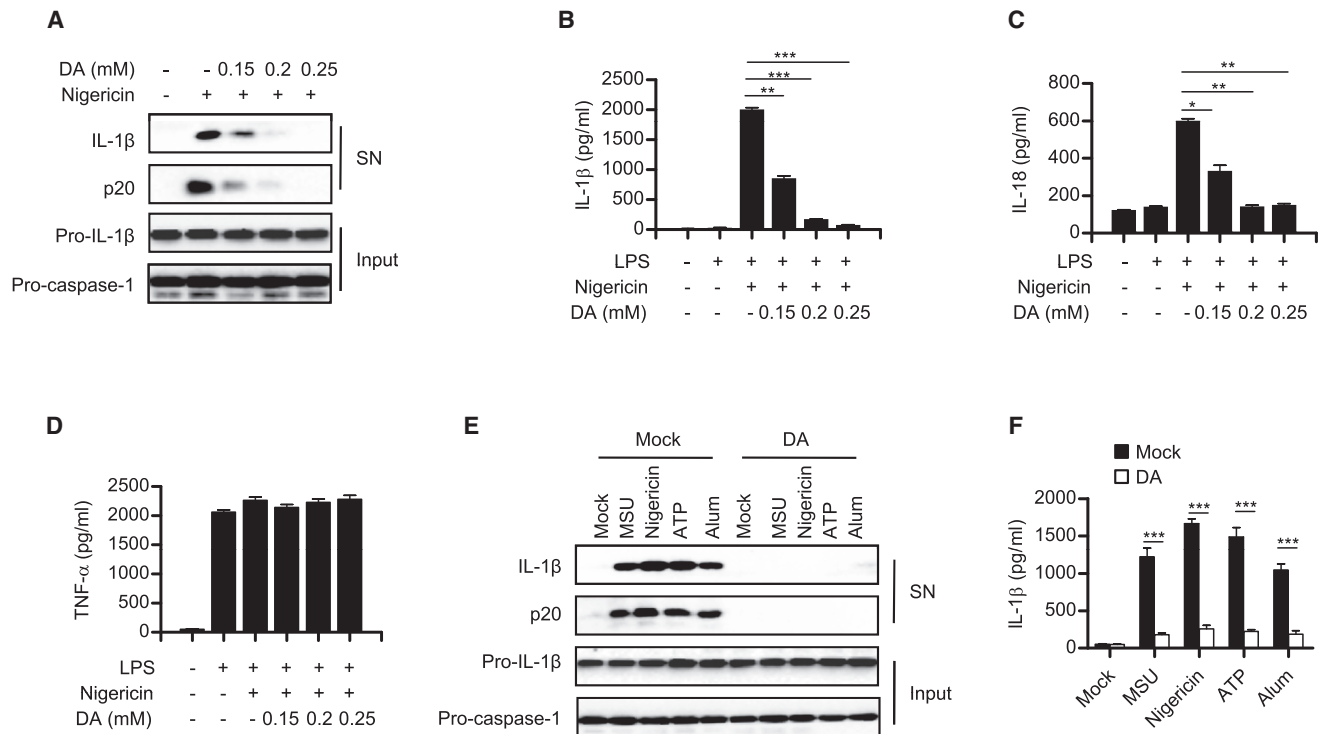 A
DA (mM) - - 0.15 0.2 0.25
Nigericin - + + + +
IL-1β
p20
SN
Pro-IL-1β
Pro-caspase-1
Input
B
***
***
**
2500
2000
1500
1000
500
0
IL-1β (pg/ml)
LPS - + + + + +
Nigericin - - + + + +
DA (mM) - - - 0.15 0.2 0.25
C
**
**
*
800
600
400
200
0
IL-18 (pg/ml)
LPS - + + + + +
Nigericin - - + + + +
DA (mM) - - - 0.15 0.2 0.25
D
2500
2000
1500
1000
500
0
TNF-α (pg/ml)
LPS - + + + + +
Nigericin - - + + + +
DA (mM) - - - 0.15 0.2 0.25
E
Mock DA
Mock MSU Nigericin ATP Alum Mock MSU Nigericin ATP Alum
IL-1β
p20
SN
Pro-IL-1β
Pro-caspase-1
Input
F
Mock
DA
2000
1500
1000
500
0
IL-1β (pg/ml)
*** *** *** ***
Mock MSU Nigericin ATP Alum